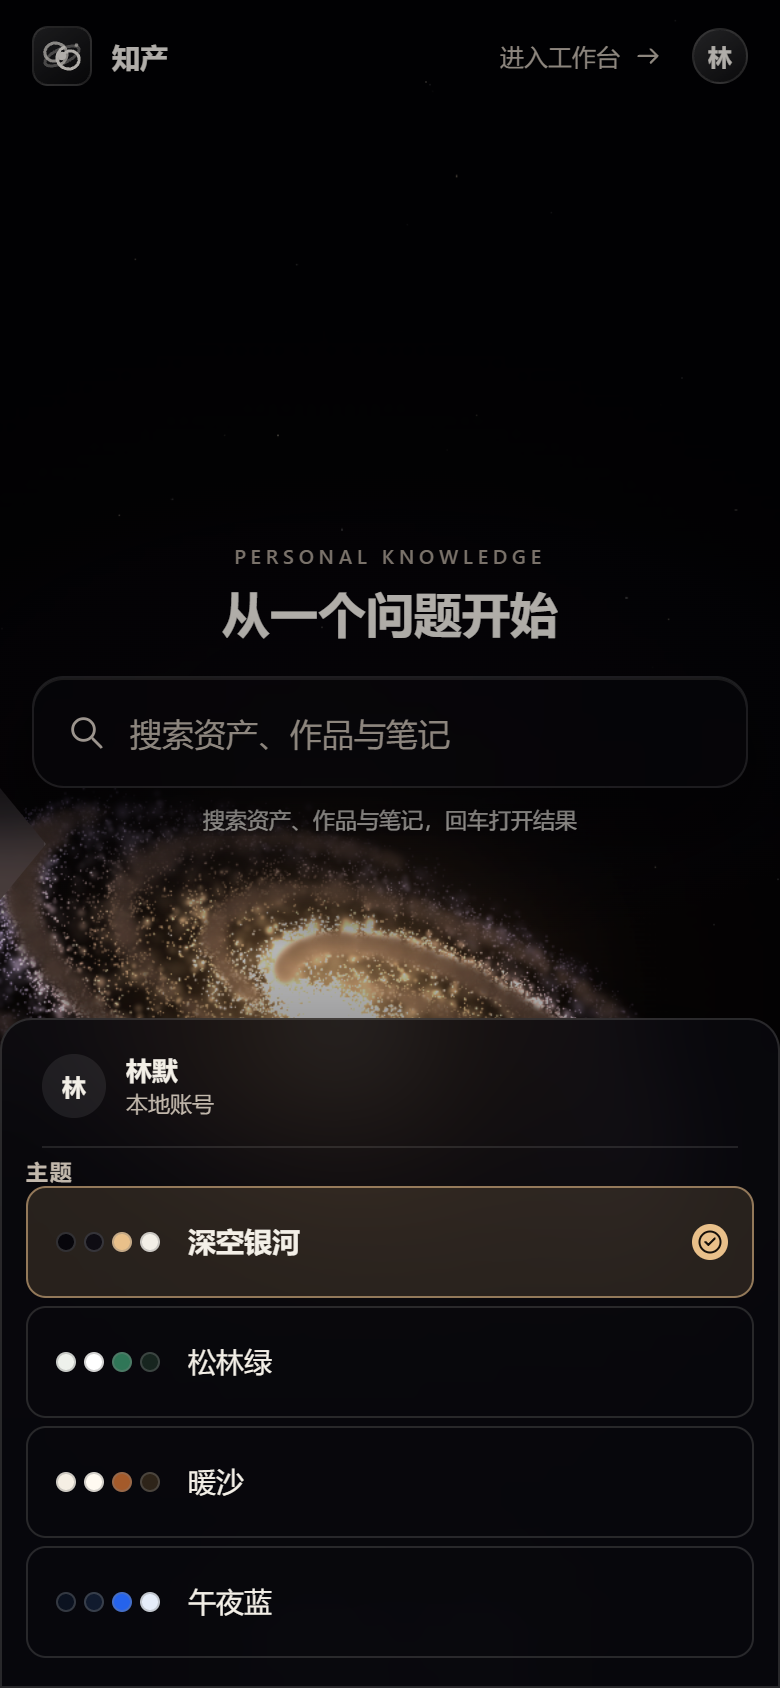 知产
进入工作台 →
林
PERSONAL KNOWLEDGE
从一个问题开始
搜索资产、作品与笔记
搜索资产、作品与笔记，回车打开结果
林
林默
本地账号
主题
深空银河
松林绿
暖沙
午夜蓝